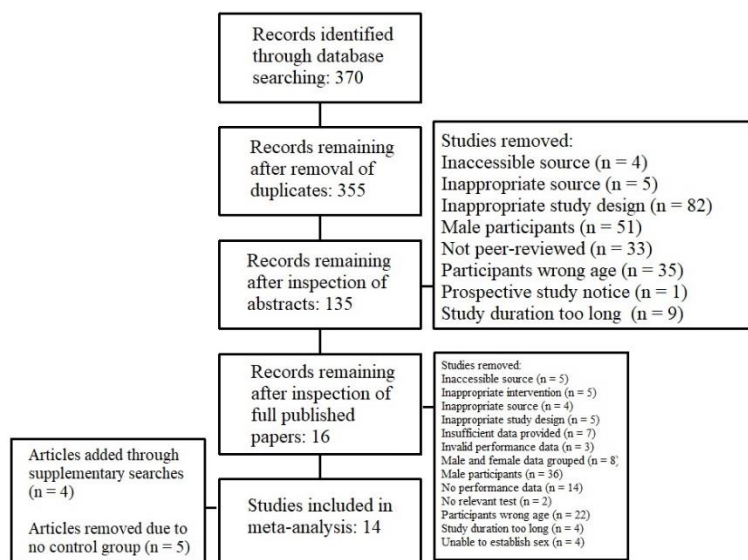 Records identified
through database
searching: 370
Records remaining
after removal of
duplicates: 355
Studies removed:
Inaccessible source (n = 4)
Inappropriate source (n = 5)
Inappropriate study design (n = 82)
Male participants (n = 51)
Not peer-reviewed (n = 33)
Participants wrong age (n = 35)
Prospective study notice (n = 1)
Study duration too long (n = 9)
Records remaining
after inspection of
abstracts: 135
Records remaining
after inspection of
full published
papers: 16
Studies removed:
Inaccessible source (n = 5)
Inappropriate intervention (n = 5)
Inappropriate source (n = 4)
Inappropriate study design (n = 5)
Insufficient data provided (n = 7)
Invalid performance data (n = 3)
Male and female data grouped (n = 8)
Male participants (n = 36)
No performance data (n = 14)
No relevant test (n = 2)
Participants wrong age (n = 22)
Study duration too long (n = 4)
Unable to establish sex (n = 4)
Articles added through
supplementary searches
(n = 4)
Articles removed due to
no control group (n = 5)
Studies included in
meta-analysis: 14